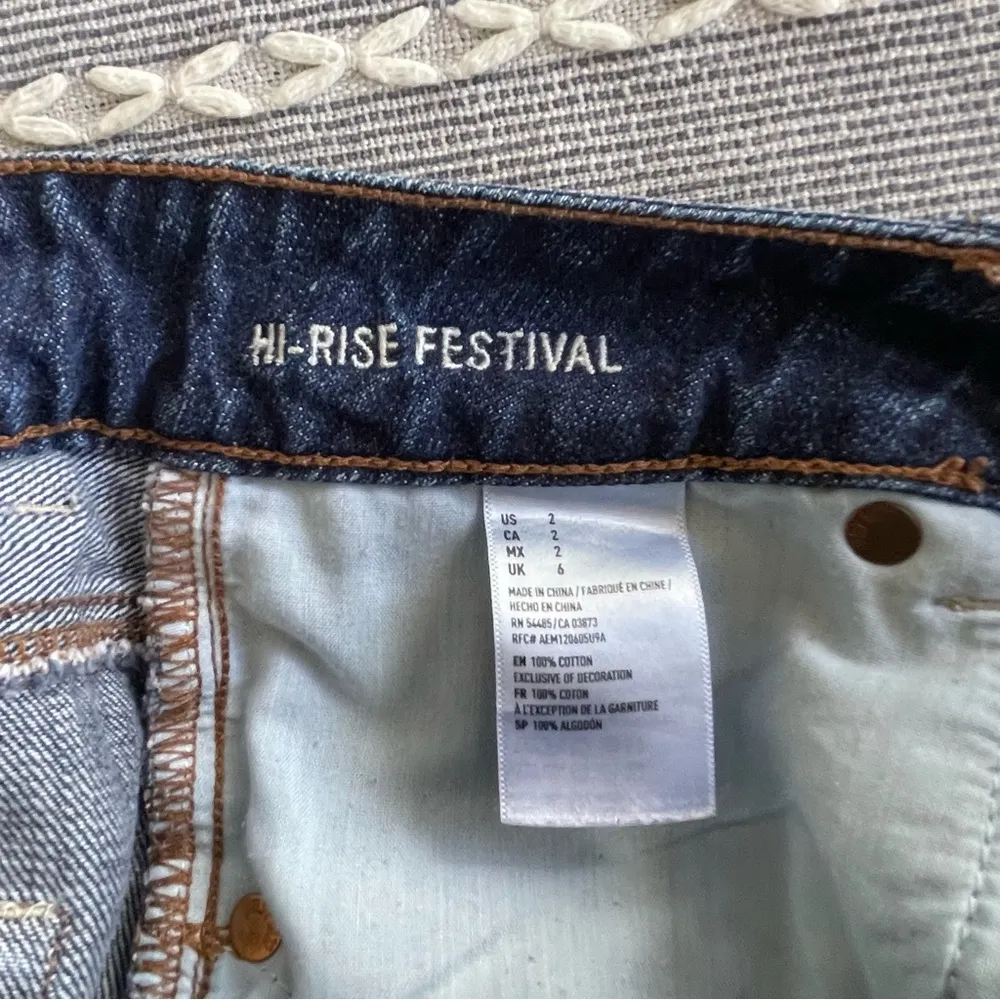 HI-RISE FESTIVAL
US 2
CA 2
MX 2
UK 6
MADE IN CHINA / FABRIQUÉ EN CHINE /
HECHO EN CHINA
RN 54485/CA 03873
RFC# AEM120605U9A
EN 100% COTTON
EXCLUSIVE OF DECORATION
FR 100% COTON
À L'EXCEPTION DE LA GARNITURE
SP 100% ALGODÓN